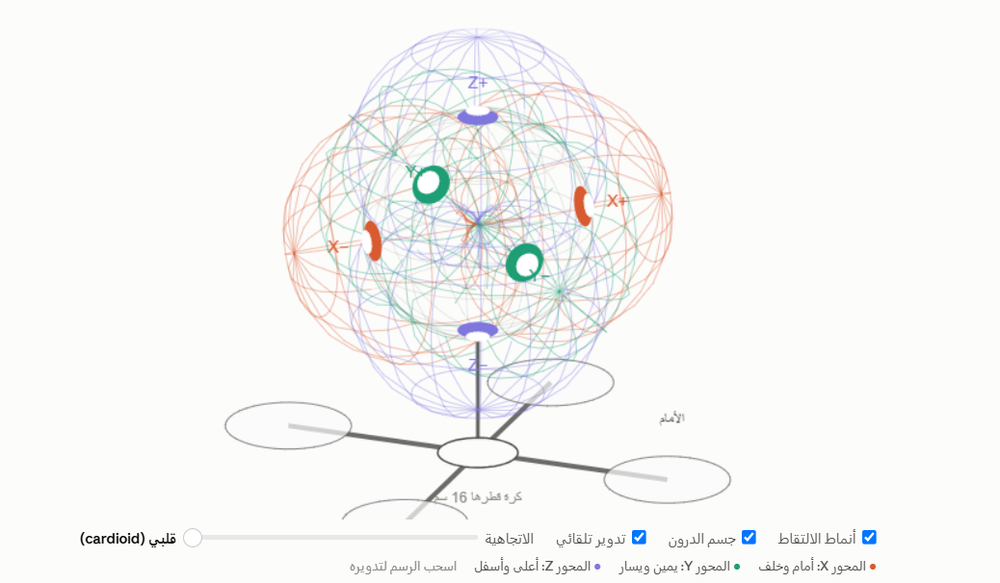 Z+
Y+
X+
X−
Y−
Z−
الأمام
كرة قطرها 16 سم
أنماط الالتقاط جسم الدرون تدوير تلقائي الاتجاهية قلبي (cardioid)
المحور X: أمام وخلف المحور Y: يمين ويسار المحور Z: أعلى وأسفل اسحب الرسم لتدويره